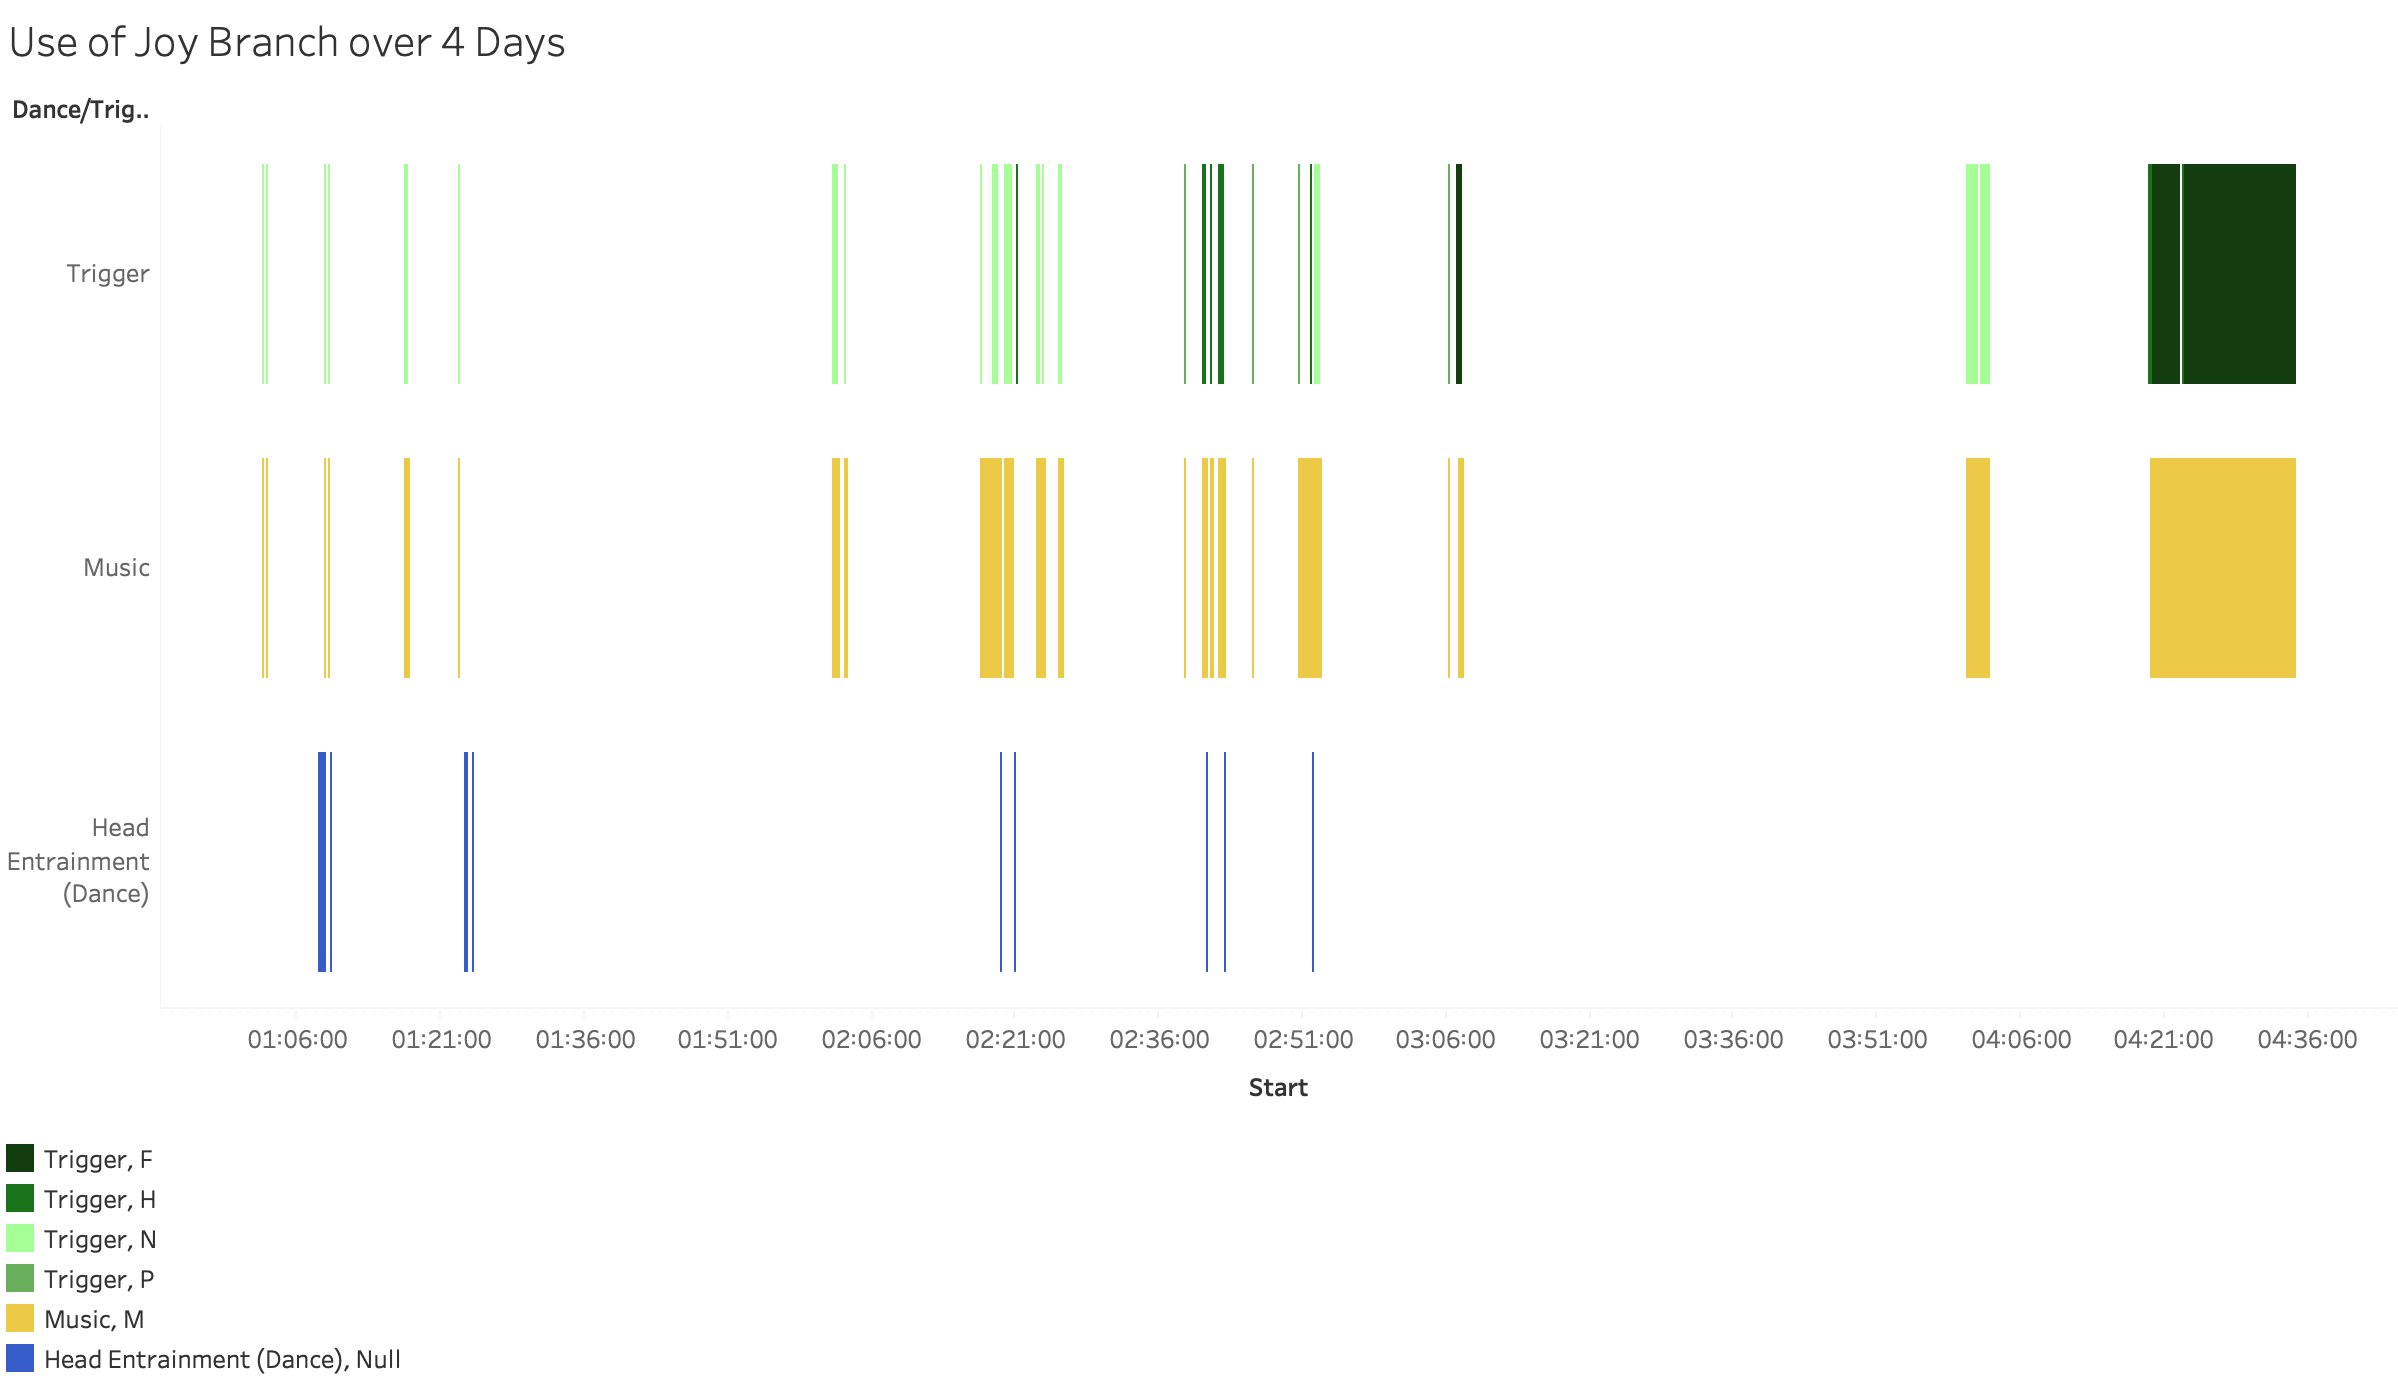 Use of Joy Branch over 4 Days
Dance/Trig..
Trigger
Music
Head
Entrainment
(Dance)
01:06:00 01:21:00 01:36:00 01:51:00 02:06:00 02:21:00 02:36:00 02:51:00 03:06:00 03:21:00 03:36:00 03:51:00 04:06:00 04:21:00 04:36:00
Start
Trigger, F
Trigger, H
Trigger, N
Trigger, P
Music, M
Head Entrainment (Dance), Null